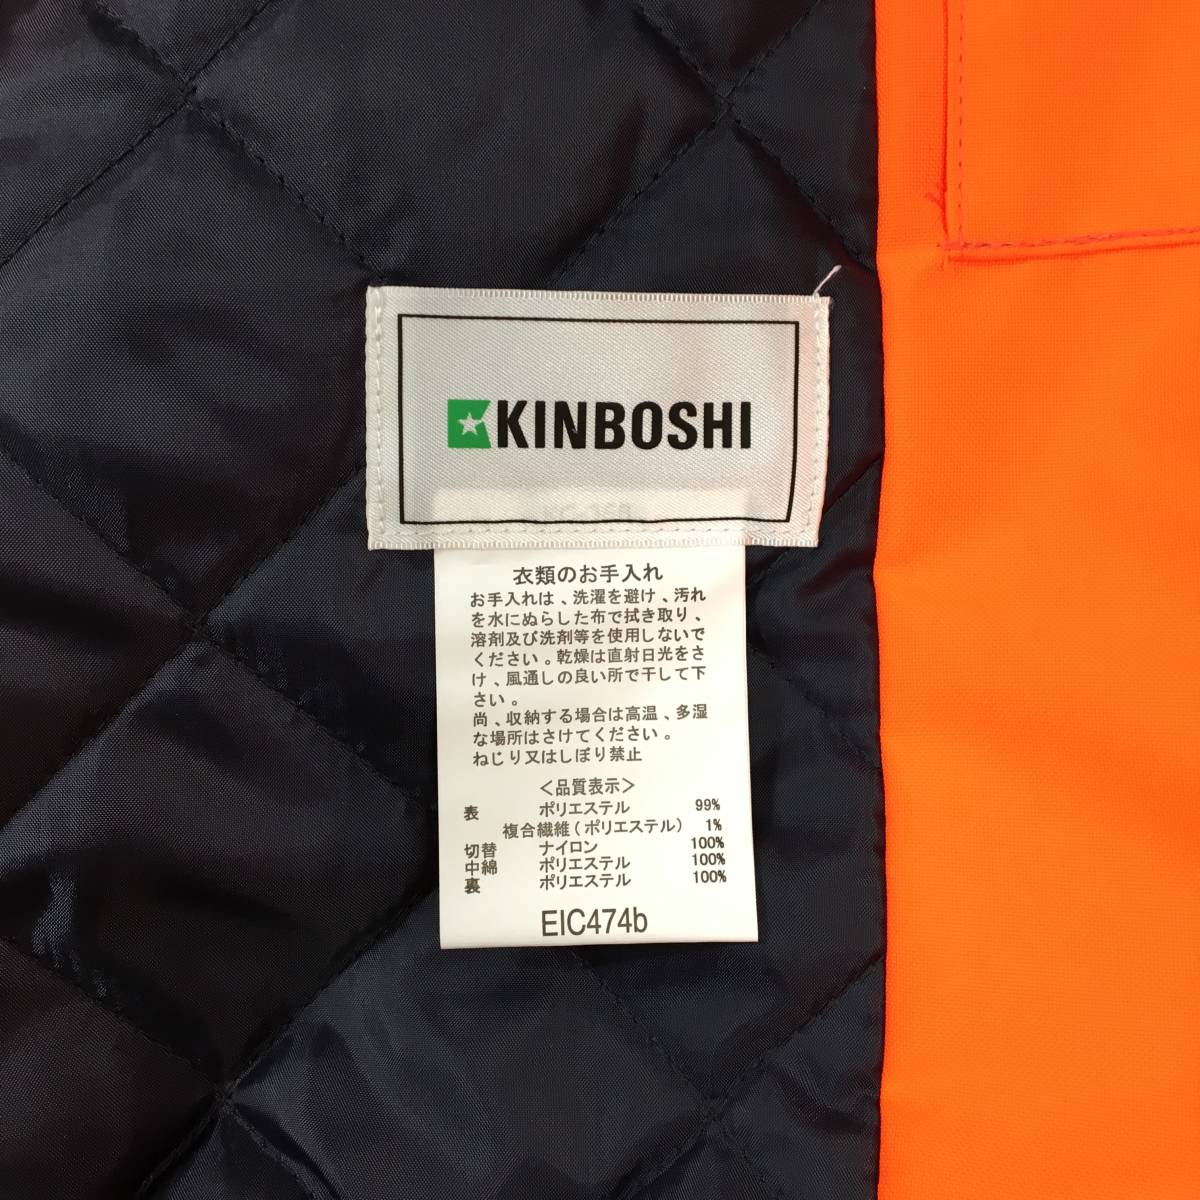 KINBOSHI
衣類のお手入れ
お手入れは、洗濯を避け、汚れ
を水にぬらした布で拭き取り、
溶剤及び洗剤等を使用しないで
ください。乾燥は直射日光をさ
け、風通しの良い所で干して下
さい。
尚、収納する場合は高温、多湿
な場所はさけてください。
ねじり又はしぼり禁止
<品質表示>
表 ポリエステル 99%
複合繊維(ポリエステル) 1%
切替 ナイロン 100%
中綿 ポリエステル 100%
裏 ポリエステル 100%
EIC474b